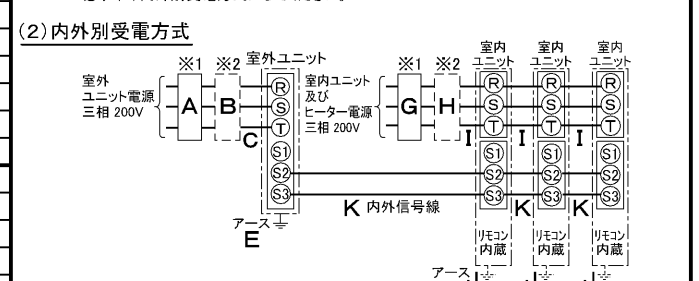 (2)内外別受電方式
※1 ※2 室外ユニット
室外
ユニット電源
三相 200V
A B C
R
S
T
S1
S2
S3
アース
E
※1 ※2
室内ユニット
及び
ヒーター電源
三相 200V
G H
室内
ユニット
室内
ユニット
室内
ユニット
R R R
S S S
T T T
I I I
S1 S1 S1
S2 S2 S2
S3 S3 S3
K 内外信号線 K K
リモコン
内蔵
リモコン
内蔵
リモコン
内蔵
アース